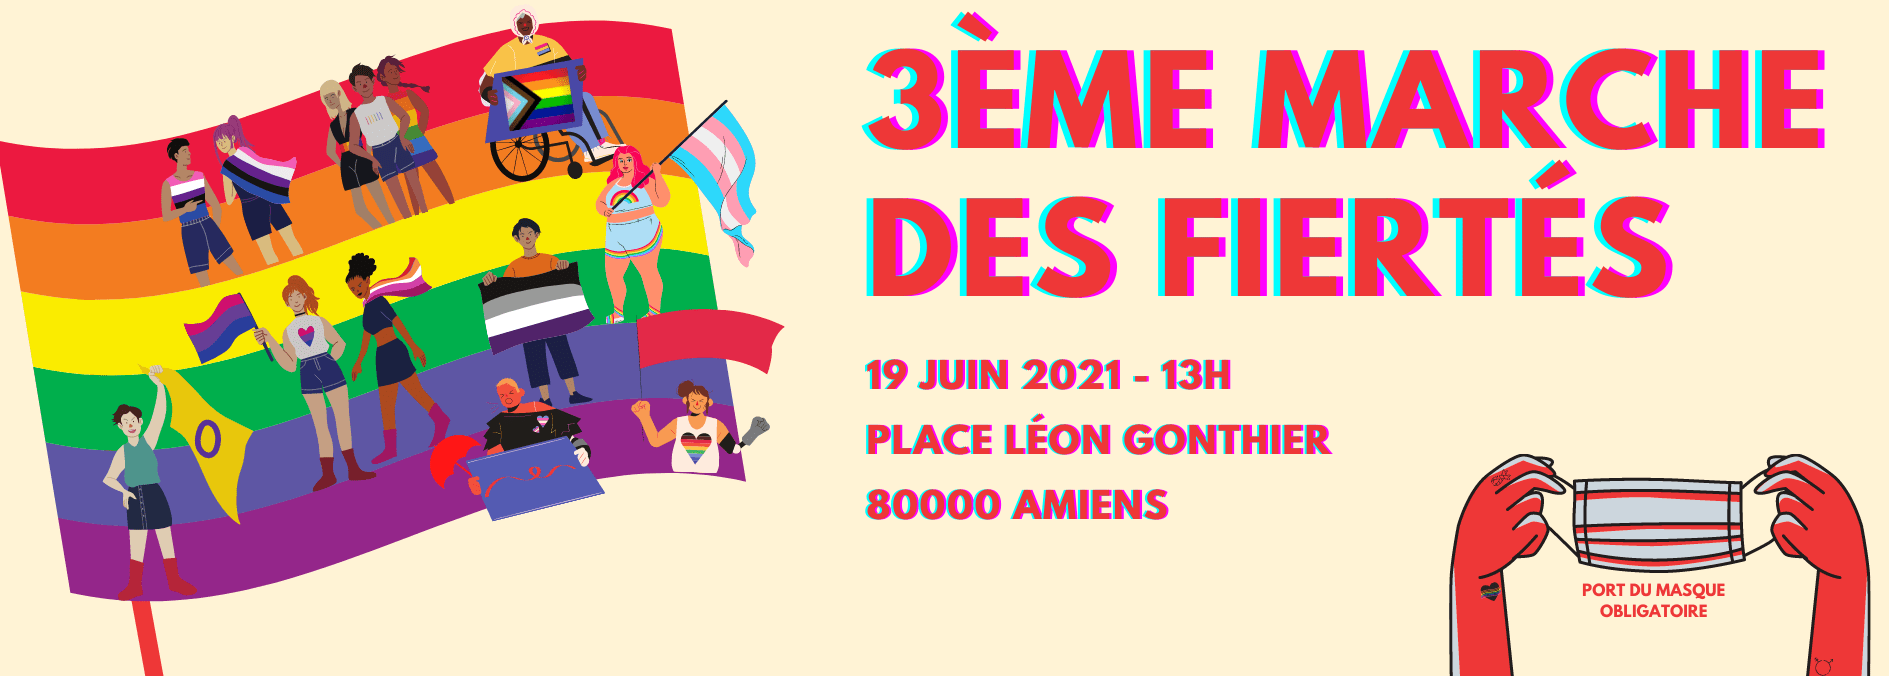 3ÈME MARCHE
DES FIERTÉS
19 JUIN 2021 - 13H
PLACE LÉON GONTHIER
80000 AMIENS
PORT DU MASQUE
OBLIGATOIRE